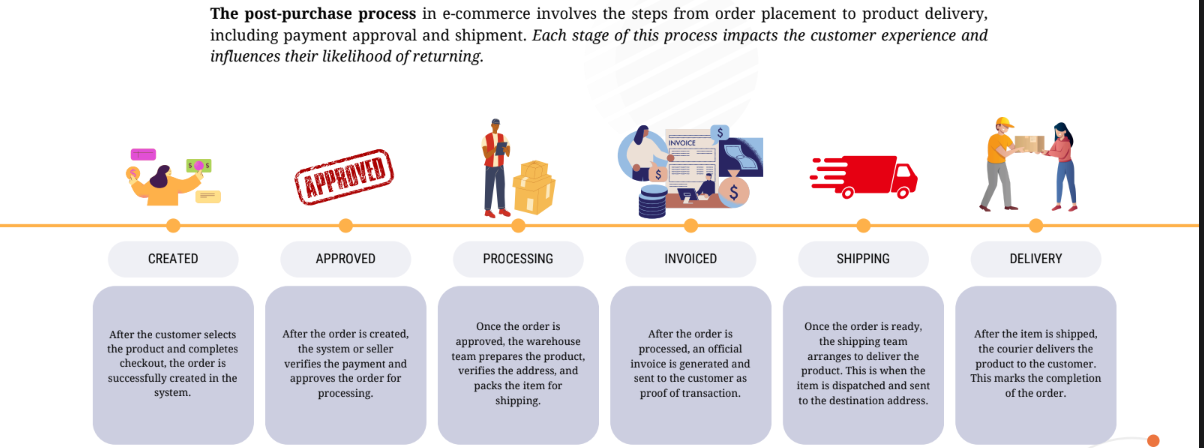 The post-purchase process in e-commerce involves the steps from order placement to product delivery,
including payment approval and shipment. Each stage of this process impacts the customer experience and
influences their likelihood of returning.
$
$
$
APPROVED
INVOICE
$
$
$
CREATED
APPROVED
PROCESSING
INVOICED
SHIPPING
DELIVERY
After the customer selects
the product and completes
checkout, the order is
successfully created in the
system.
After the order is created,
the system or seller
verifies the payment and
approves the order for
processing.
Once the order is
approved, the warehouse
team prepares the product,
verifies the address, and
packs the item for
shipping.
After the order is
processed, an official
invoice is generated and
sent to the customer as
proof of transaction.
Once the order is ready,
the shipping team
arranges to deliver the
product. This is when the
item is dispatched and sent
to the destination address.
After the item is shipped,
the courier delivers the
product to the customer.
This marks the completion
of the order.